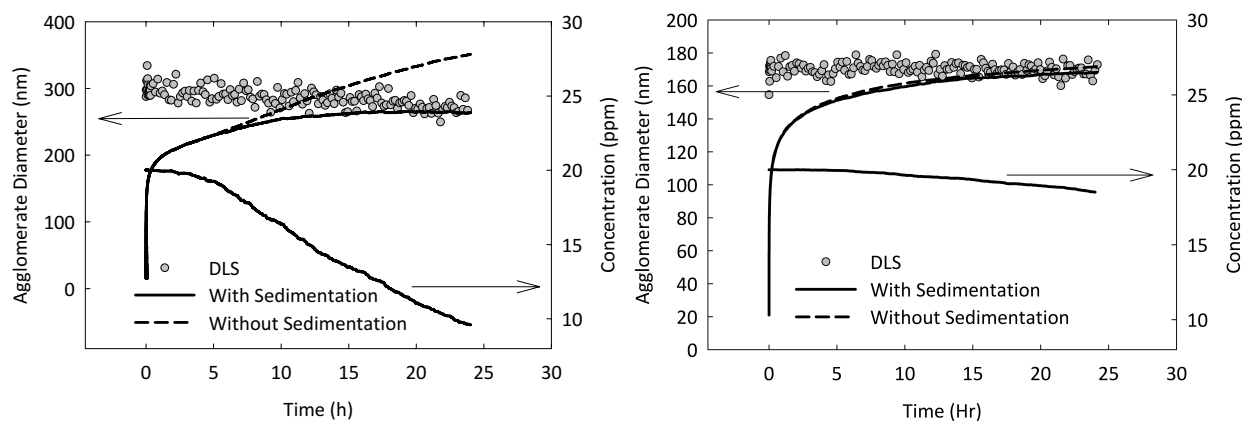 400
300
200
100
0
Agglomerate Diameter (nm)
30
25
20
15
10
Concentration (ppm)
DLS
With Sedimentation
Without Sedimentation
0 5 10 15 20 25 30
Time (h)
200
180
160
140
120
100
80
60
40
20
0
Agglomerate Diameter (nm)
30
25
20
15
10
Concentration (ppm)
DLS
With Sedimentation
Without Sedimentation
0 5 10 15 20 25 30
Time (Hr)